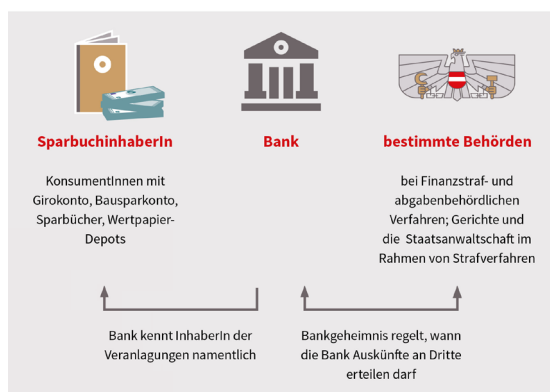 SparbuchinhaberIn
KonsumentInnen mit
Girokonto, Bausparkonto,
Sparbücher, Wertpapier-
Depots
Bank
bestimmte Behörden
bei Finanzstraf- und
abgabenbehördlichen
Verfahren; Gerichte und
die Staatsanwaltschaft im
Rahmen von Strafverfahren
Bank kennt InhaberIn der
Veranlagungen namentlich
Bankgeheimnis regelt, wann
die Bank Auskünfte an Dritte
erteilen darf